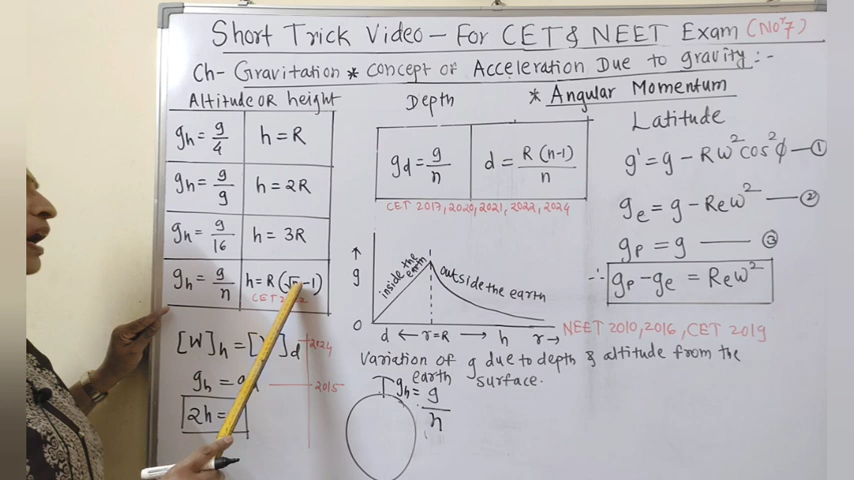 Short Trick Video - For CET & NEET Exam (No 7)
Ch- Gravitation * Concept of Acceleration Due to gravity :-
Altitude OR height
gh = g/4 h = R
gh = g/9 h = 2R
gh = g/16 h = 3R
gh = g/n h = R(√n-1)
CET
[W]h = [ ]d 2024
gh = 2015
2h =
Depth
gd = g/n d = R(n-1)/n
CET 2017, 2020, 2021, 2022, 2024
g
inside the earth
outside the earth
O
d ← r=R → h r→
NEET 2010, 2016, CET 2019
Variation of g due to depth & altitude from the earth surface.
gh = g/n
* Angular Momentum
Latitude
g' = g - Rω²cos²φ —①
ge = g - Reω² —②
gp = g —③
∴ gp - ge = Reω²